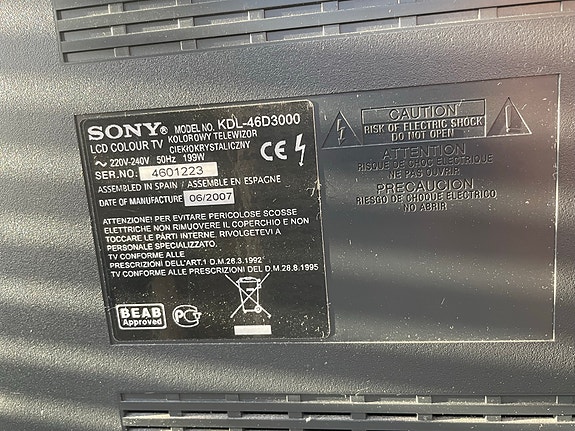 SONY® MODEL NO. KDL-46D3000
LCD COLOUR TV KOLOROWY TELEWIZOR
CIEKŁOKRYSTALICZNY
~ 220V-240V 50Hz 199W
SER.NO. 4601223
ASSEMBLED IN SPAIN / ASSEMBLE EN ESPAGNE
DATE OF MANUFACTURE 06/2007
ATTENZIONE! PER EVITARE PERICOLOSE SCOSSE
ELETTRICHE NON RIMUOVERE IL COPERCHIO E NON
TOCCARE LE PARTI INTERNE. RIVOLGETEVI A
PERSONALE SPECIALIZZATO.
TV CONFORME ALLE
PRESCRIZIONI DELL'ART.1 D.M.26.3.1992'
TV CONFORME ALLE PRESCRIZIONI DEL D.M.28.8.1995
CE
BEAB
Approved
PCT
CAUTION
RISK OF ELECTRIC SHOCK
DO NOT OPEN
ATTENTION
RISQUE DE CHOC ELECTRIQUE
NE PAS OUVRIR
PRECAUCION
RIESGO DE CHOQUE ELECTRICO
NO ABRIR